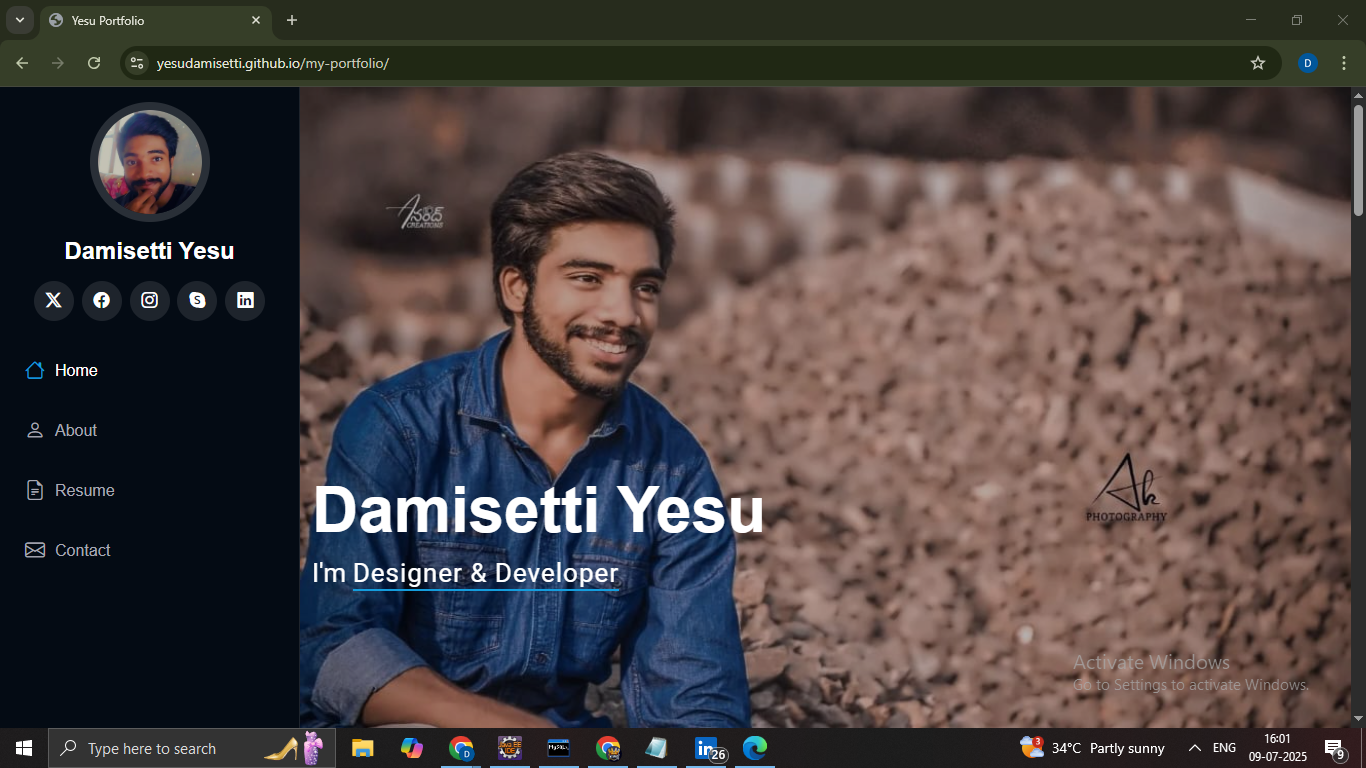 Yesu Portfolio
yesudamisetti.github.io/my-portfolio/
D
Damisetti Yesu
Home
About
Resume
Contact
CREATIONS
Damisetti Yesu
I'm Designer & Developer
Ak
PHOTOGRAPHY
Activate Windows
Go to Settings to activate Windows.
Type here to search
D
MySQL
in 26
3
34°C Partly sunny
ENG
16:01
09-07-2025
9